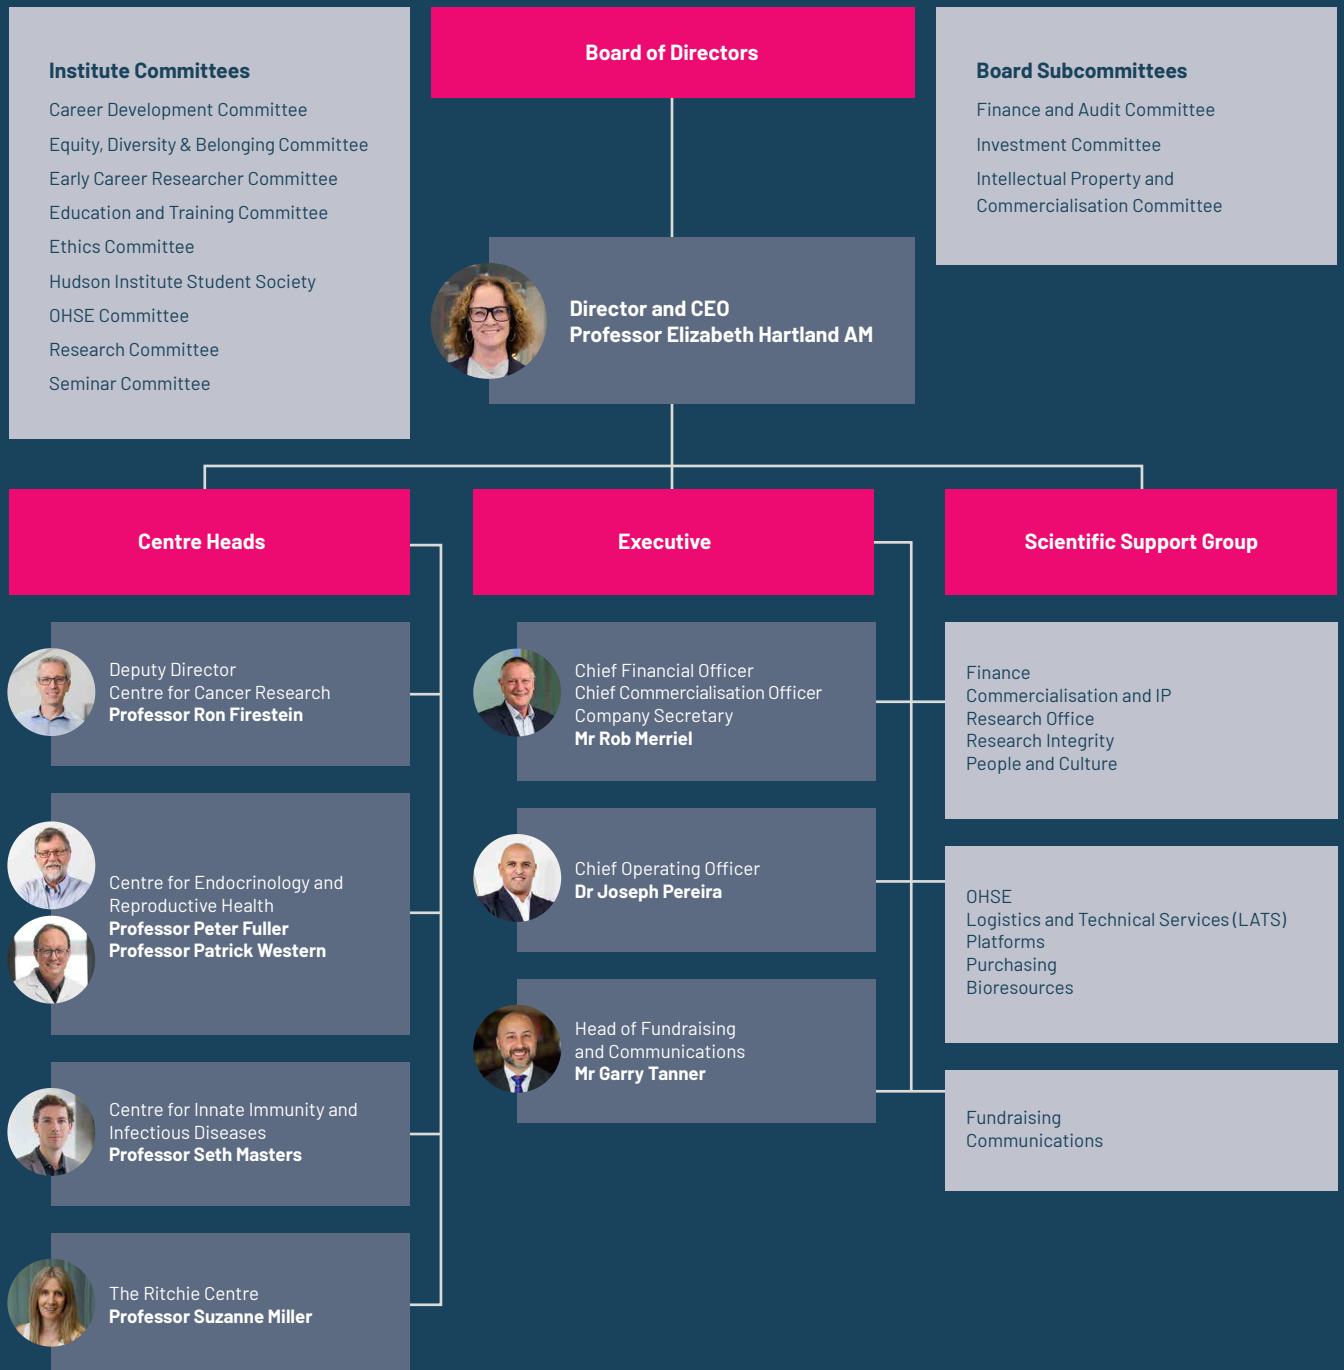 Institute Committees
Career Development Committee
Equity, Diversity & Belonging Committee
Early Career Researcher Committee
Education and Training Committee
Ethics Committee
Hudson Institute Student Society
OHSE Committee
Research Committee
Seminar Committee
Board of Directors
Board Subcommittees
Finance and Audit Committee
Investment Committee
Intellectual Property and
Commercialisation Committee
Director and CEO
Professor Elizabeth Hartland AM
Centre Heads
Deputy Director
Centre for Cancer Research
Professor Ron Firestein
Centre for Endocrinology and
Reproductive Health
Professor Peter Fuller
Professor Patrick Western
Centre for Innate Immunity and
Infectious Diseases
Professor Seth Masters
The Ritchie Centre
Professor Suzanne Miller
Executive
Chief Financial Officer
Chief Commercialisation Officer
Company Secretary
Mr Rob Merriel
Chief Operating Officer
Dr Joseph Pereira
Head of Fundraising
and Communications
Mr Garry Tanner
Scientific Support Group
Finance
Commercialisation and IP
Research Office
Research Integrity
People and Culture
OHSE
Logistics and Technical Services (LATS)
Platforms
Purchasing
Bioresources
Fundraising
Communications